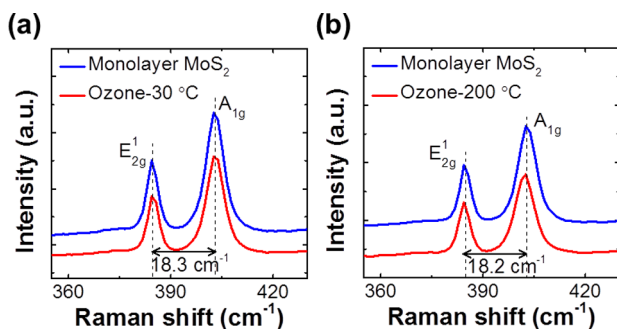 (a)
Monolayer MoS₂
Ozone-30 °C
A₁g
E¹₂g
18.3 cm⁻¹
Intensity (a.u.)
360 390 420
Raman shift (cm⁻¹)
(b)
Monolayer MoS₂
Ozone-200 °C
A₁g
E¹₂g
18.2 cm⁻¹
Intensity (a.u.)
360 390 420
Raman shift (cm⁻¹)